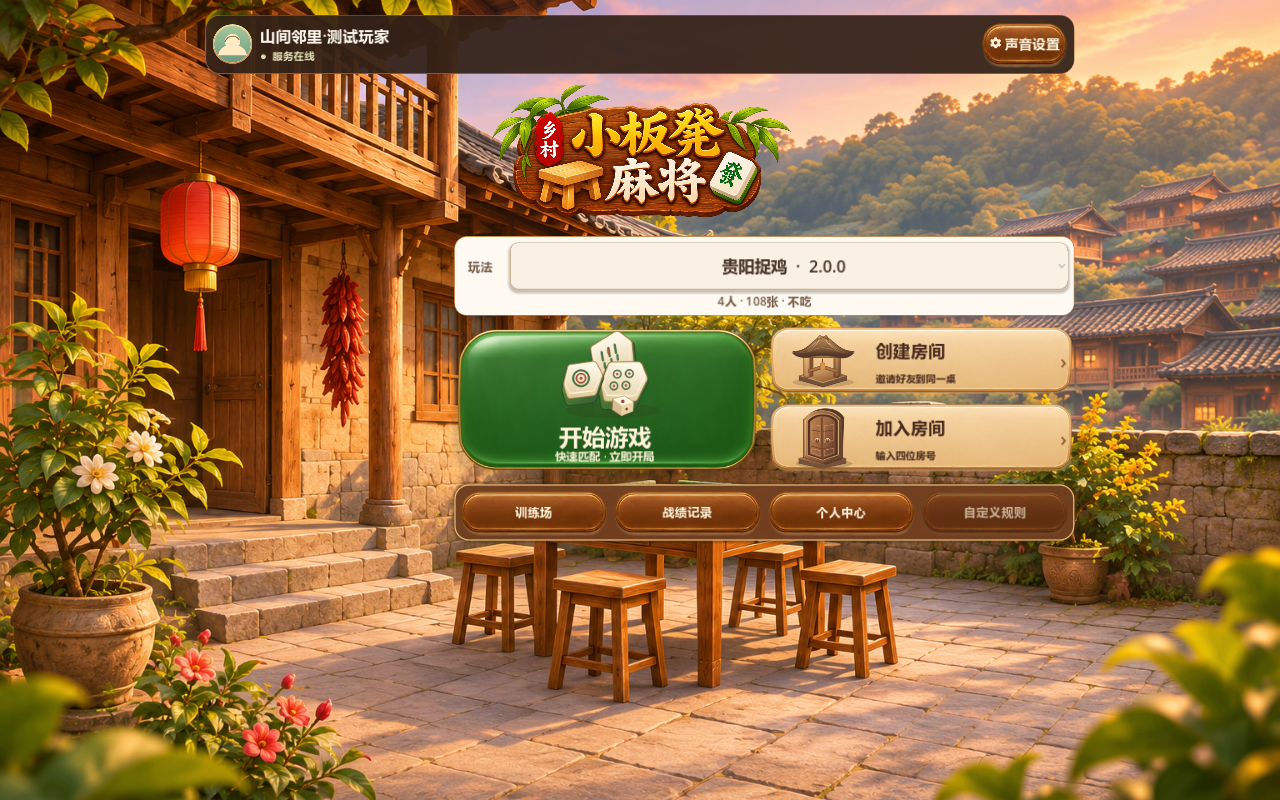 山间邻里·测试玩家
● 服务在线
声音设置
乡村
小板凳
麻将
發
玩法
贵阳捉鸡 · 2.0.0
4人 · 108张 · 不吃
开始游戏
快速匹配 · 立即开局
创建房间
邀请好友到同一桌
加入房间
输入四位房号
训练场
战绩记录
个人中心
自定义规则